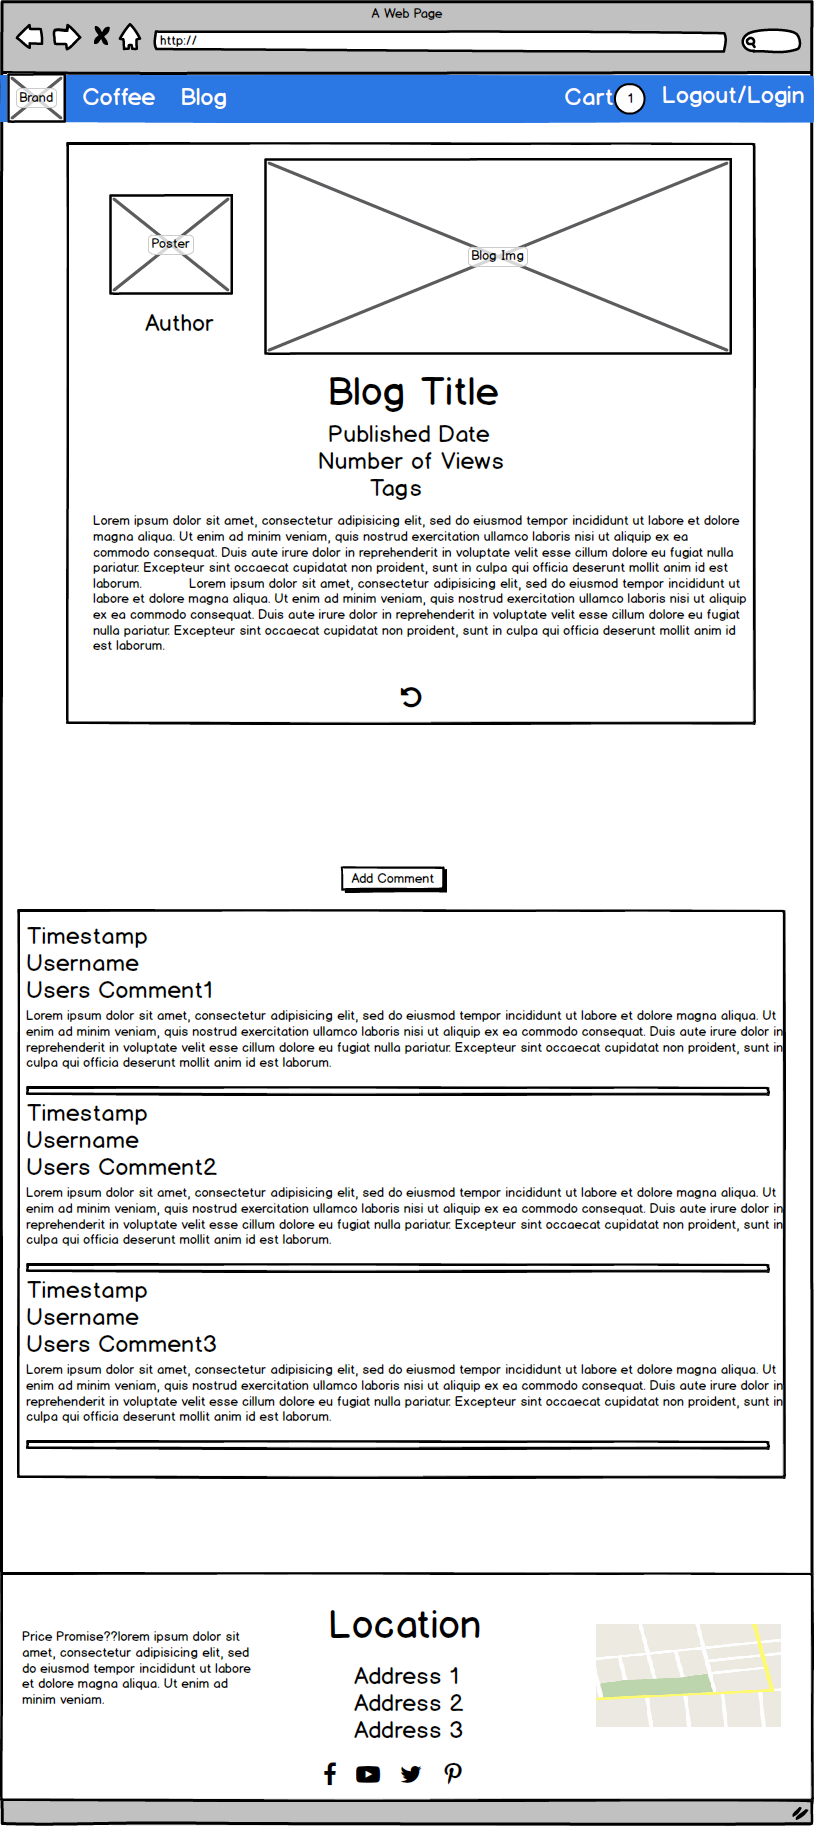 A Web Page
http://
Brand
Coffee
Blog
Cart
1
Logout/Login
Poster
Blog Img
Author
Blog Title
Published Date
Number of Views
Tags
Lorem ipsum dolor sit amet, consectetur adipisicing elit, sed do eiusmod tempor incididunt ut labore et dolore
magna aliqua. Ut enim ad minim veniam, quis nostrud exercitation ullamco laboris nisi ut aliquip ex ea
commodo consequat. Duis aute irure dolor in reprehenderit in voluptate velit esse cillum dolore eu fugiat nulla
pariatur. Excepteur sint occaecat cupidatat non proident, sunt in culpa qui officia deserunt mollit anim id est
laborum. Lorem ipsum dolor sit amet, consectetur adipisicing elit, sed do eiusmod tempor incididunt ut
labore et dolore magna aliqua. Ut enim ad minim veniam, quis nostrud exercitation ullamco laboris nisi ut aliquip
ex ea commodo consequat. Duis aute irure dolor in reprehenderit in voluptate velit esse cillum dolore eu fugiat
nulla pariatur. Excepteur sint occaecat cupidatat non proident, sunt in culpa qui officia deserunt mollit anim id
est laborum.
Add Comment
Timestamp
Username
Users Comment1
Lorem ipsum dolor sit amet, consectetur adipisicing elit, sed do eiusmod tempor incididunt ut labore et dolore magna aliqua. Ut
enim ad minim veniam, quis nostrud exercitation ullamco laboris nisi ut aliquip ex ea commodo consequat. Duis aute irure dolor in
reprehenderit in voluptate velit esse cillum dolore eu fugiat nulla pariatur. Excepteur sint occaecat cupidatat non proident, sunt in
culpa qui officia deserunt mollit anim id est laborum.
Timestamp
Username
Users Comment2
Lorem ipsum dolor sit amet, consectetur adipisicing elit, sed do eiusmod tempor incididunt ut labore et dolore magna aliqua. Ut
enim ad minim veniam, quis nostrud exercitation ullamco laboris nisi ut aliquip ex ea commodo consequat. Duis aute irure dolor in
reprehenderit in voluptate velit esse cillum dolore eu fugiat nulla pariatur. Excepteur sint occaecat cupidatat non proident, sunt in
culpa qui officia deserunt mollit anim id est laborum.
Timestamp
Username
Users Comment3
Lorem ipsum dolor sit amet, consectetur adipisicing elit, sed do eiusmod tempor incididunt ut labore et dolore magna aliqua. Ut
enim ad minim veniam, quis nostrud exercitation ullamco laboris nisi ut aliquip ex ea commodo consequat. Duis aute irure dolor in
reprehenderit in voluptate velit esse cillum dolore eu fugiat nulla pariatur. Excepteur sint occaecat cupidatat non proident, sunt in
culpa qui officia deserunt mollit anim id est laborum.
Price Promise??lorem ipsum dolor sit
amet, consectetur adipisicing elit, sed
do eiusmod tempor incididunt ut labore
et dolore magna aliqua. Ut enim ad
minim veniam.
Location
Address 1
Address 2
Address 3